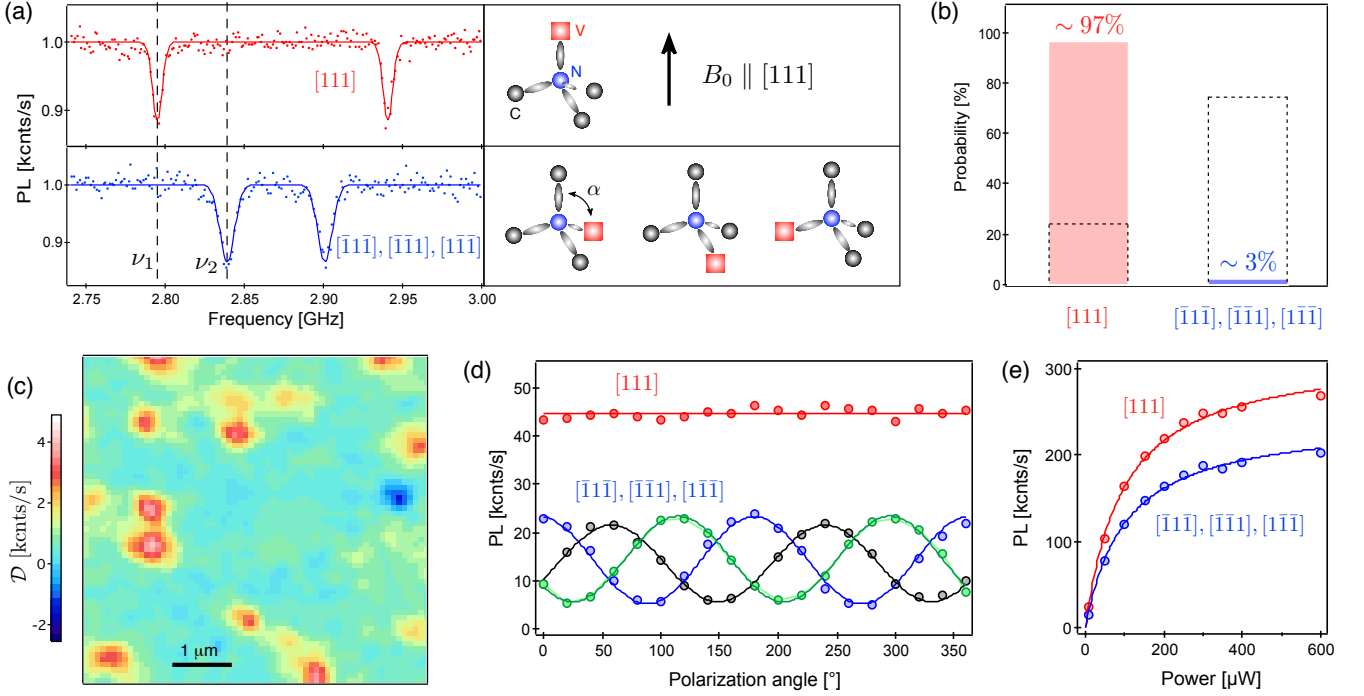 (a)
PL [kcnts/s]
1.0
0.9
[111]
1.0
0.9
ν₁
ν₂
[1̄11̄], [1̄1̄1], [11̄1̄]
2.75 2.80 2.85 2.90 2.95 3.00
Frequency [GHz]
V
N
C
B₀ ∥ [111]
α
(b)
Probability [%]
100
80
60
40
20
0
~ 97%
~ 3%
[111]
[1̄11̄], [1̄1̄1], [11̄1̄]
(c)
𝒟 [kcnts/s]
4
2
0
-2
1 μm
(d)
PL [kcnts/s]
50
40
30
20
10
0
[111]
[1̄11̄], [1̄1̄1], [11̄1̄]
0 50 100 150 200 250 300 350
Polarization angle [°]
(e)
PL [kcnts/s]
300
200
100
0
[111]
[1̄11̄], [1̄1̄1], [11̄1̄]
0 200 400 600
Power [µW]